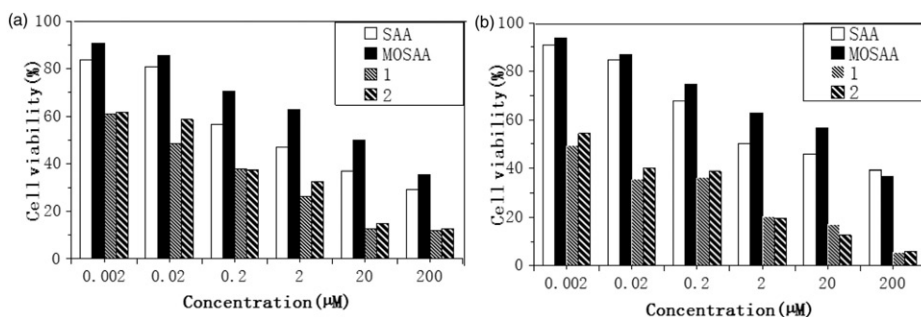 (a)
100
80
60
40
20
0
Cell viability(%)
SAA
MOSAA
1
2
0.002 0.02 0.2 2 20 200
Concentration(μM)
(b)
100
80
60
40
20
0
Cell viability(%)
SAA
MOSAA
1
2
0.002 0.02 0.2 2 20 200
Concentration(μM)